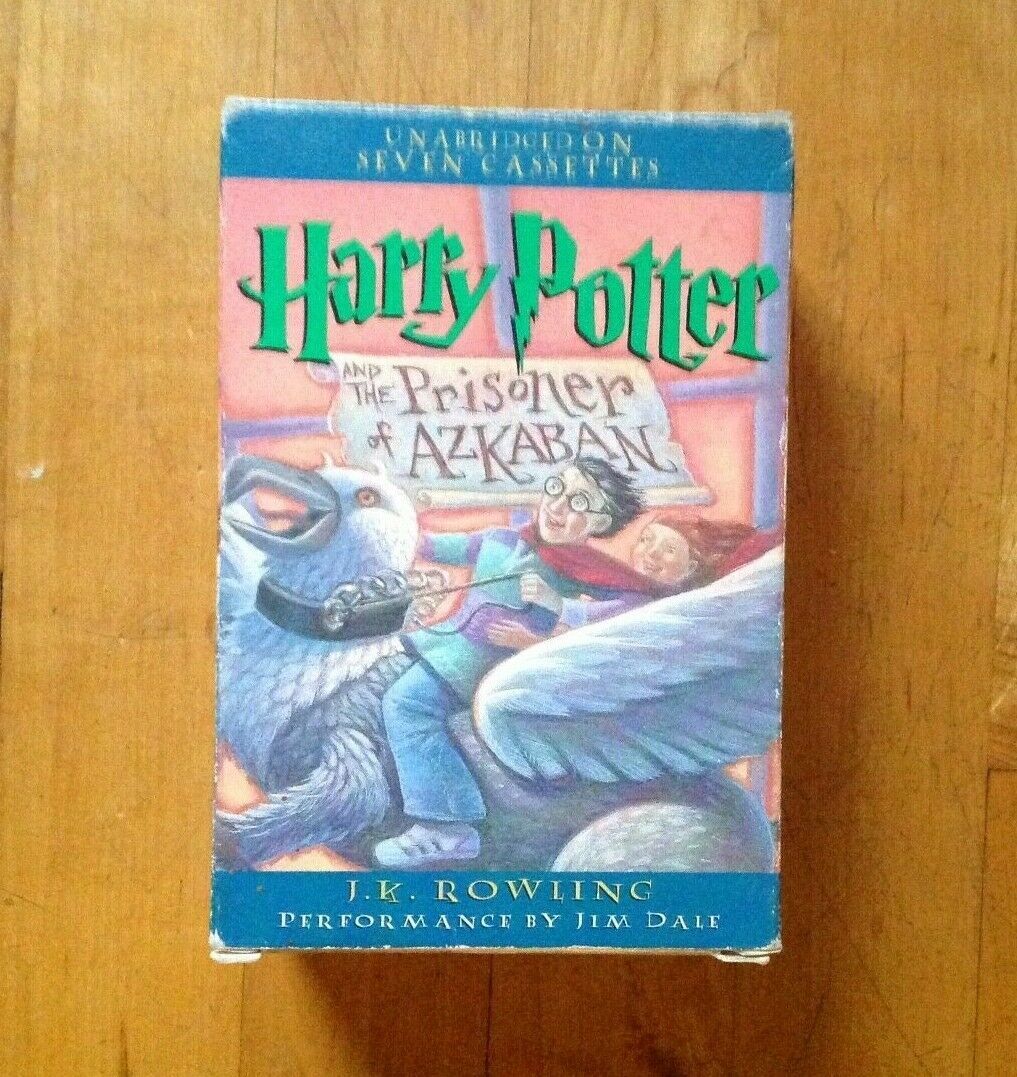 UNABRIDGED ON
SEVEN CASSETTES
Harry Potter
AND THE Prisoner
of AZKABAN
J.K. ROWLING
PERFORMANCE BY JIM DALE